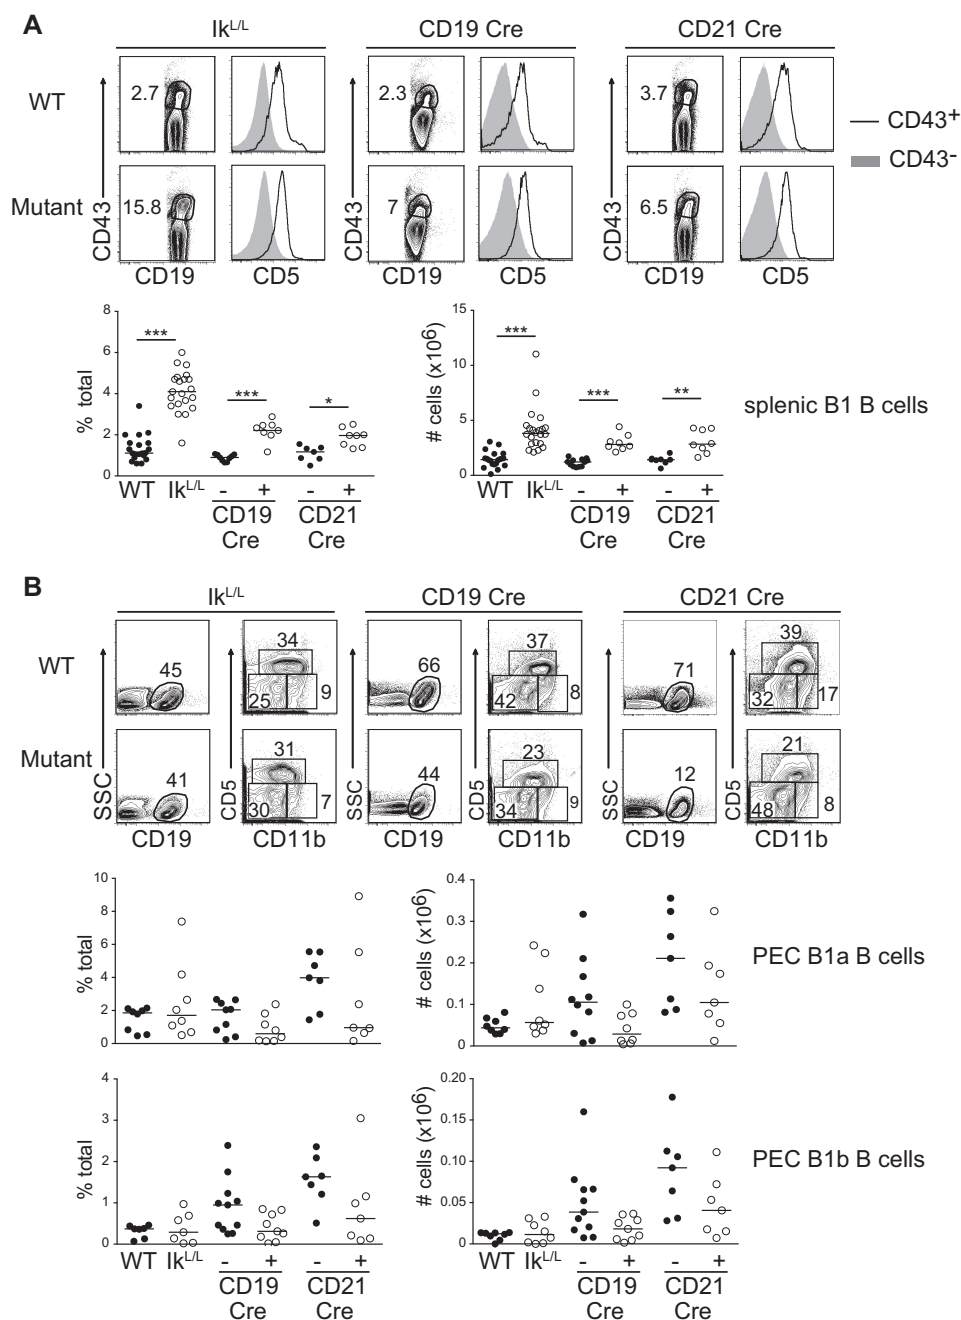 A
Ik^L/L CD19 Cre CD21 Cre
WT 2.7 2.3 3.7
CD43+
CD43-
Mutant 15.8 7 6.5
CD43 CD43 CD43
CD19 CD5 CD19 CD5 CD19 CD5
8 6 4 2 0
% total
*** *** *
15 10 5 0
# cells (x10^6)
*** *** **
splenic B1 B cells
WT Ik^L/L - + - +
CD19 Cre CD21 Cre
WT Ik^L/L - + - +
CD19 Cre CD21 Cre
B
Ik^L/L CD19 Cre CD21 Cre
WT 45 34 25 9 66 37 42 8 71 39 32 17
Mutant 41 31 30 7 44 23 34 9 12 21 48 8
SSC CD5 SSC CD5 SSC CD5
CD19 CD11b CD19 CD11b CD19 CD11b
10 8 6 4 2 0
% total
0.4 0.3 0.2 0.1 0
# cells (x10^6)
PEC B1a B cells
4 3 2 1 0
% total
0.20 0.15 0.10 0.05 0
# cells (x10^6)
PEC B1b B cells
WT Ik^L/L - + - +
CD19 Cre CD21 Cre
WT Ik^L/L - + - +
CD19 Cre CD21 Cre